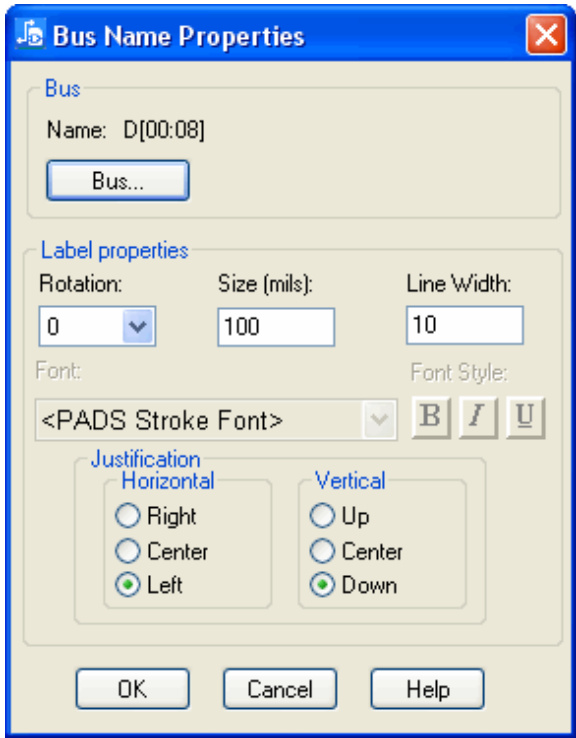 Bus Name Properties
Bus
Name: D[00:08]
Bus...
Label properties
Rotation: Size (mils): Line Width:
0 100 10
Font: Font Style:
<PADS Stroke Font> B I U
Justification
Horizontal Vertical
Right Up
Center Center
Left Down
OK Cancel Help